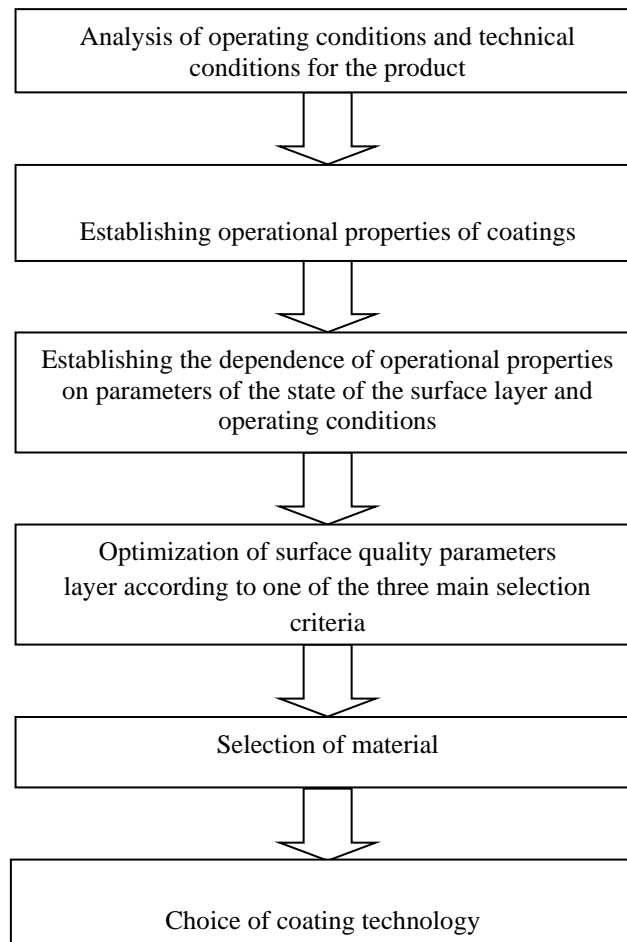 Analysis of operating conditions and technical
conditions for the product
Establishing operational properties of coatings
Establishing the dependence of operational properties
on parameters of the state of the surface layer and
operating conditions
Optimization of surface quality parameters
layer according to one of the three main selection
criteria
Selection of material
Choice of coating technology